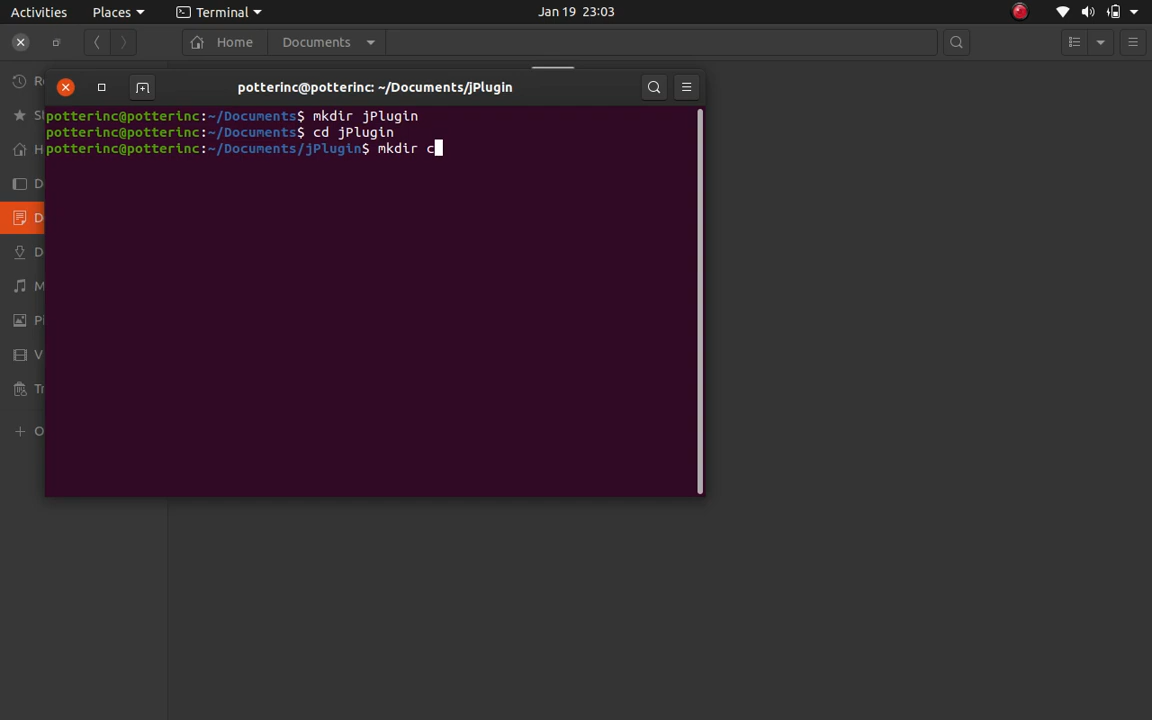 Activities Places Terminal Jan 19 23:03
Home Documents
potterinc@potterinc: ~/Documents/jPlugin
potterinc@potterinc:~/Documents$ mkdir jPlugin
potterinc@potterinc:~/Documents$ cd jPlugin
potterinc@potterinc:~/Documents/jPlugin$ mkdir c